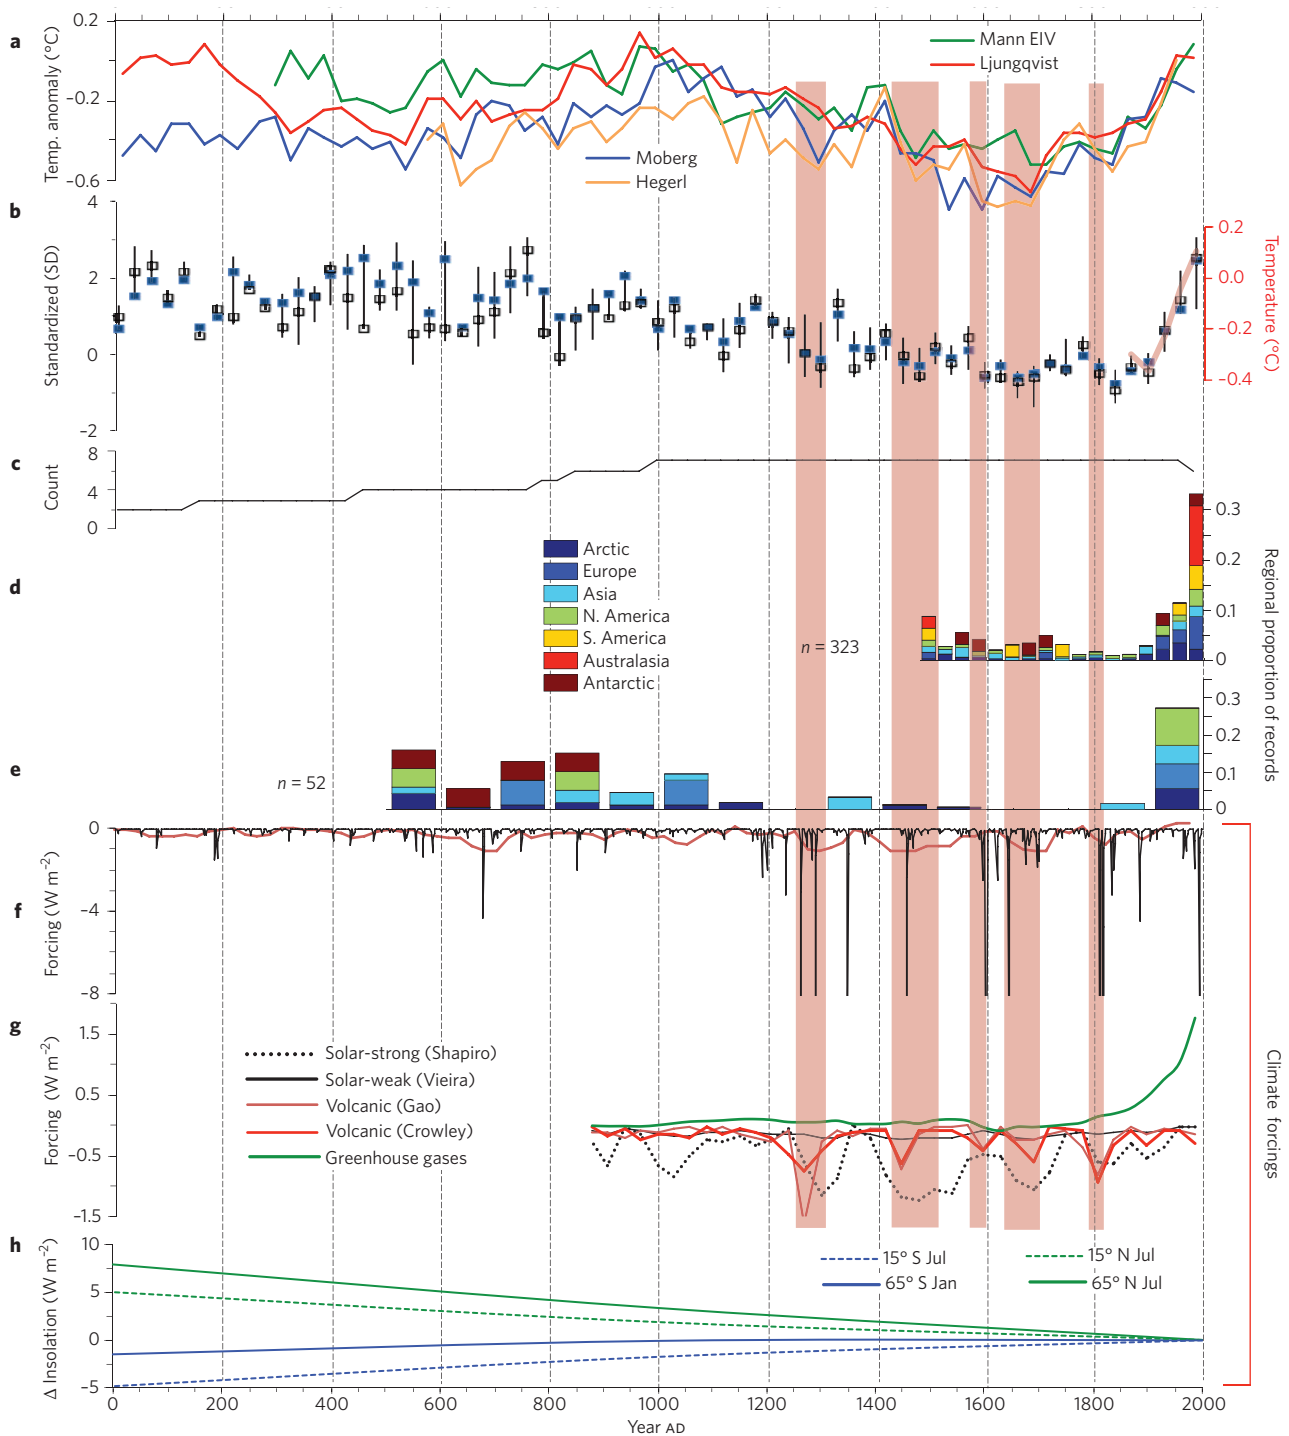 a
Temp. anomaly (°C)
0.2
−0.2
−0.6
Mann EIV
Ljungqvist
Moberg
Hegerl
b
Standardized (SD)
4
2
0
−2
0.2
0.0
−0.2
−0.4
Temperature (°C)
c
Count
8
4
0
d
Arctic
Europe
Asia
N. America
S. America
Australasia
Antarctic
n = 323
0.3
0.2
0.1
0
Regional proportion of records
e
n = 52
0.3
0.2
0.1
0
f
Forcing (W m−2)
0
−4
−8
g
Forcing (W m−2)
1.5
0.5
−0.5
−1.5
Solar-strong (Shapiro)
Solar-weak (Vieira)
Volcanic (Gao)
Volcanic (Crowley)
Greenhouse gases
Climate forcings
h
Δ Insolation (W m−2)
10
5
0
−5
15° S Jul
15° N Jul
65° S Jan
65° N Jul
0 200 400 600 800 1000 1200 1400 1600 1800 2000
Year AD